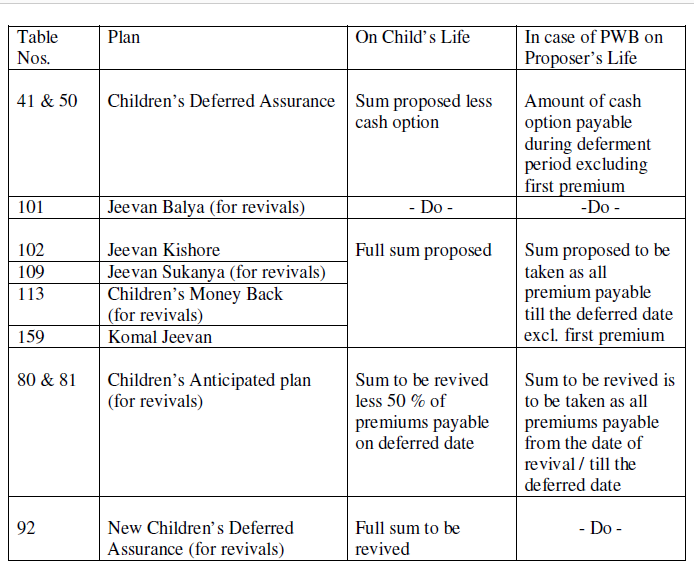 Table Nos. | Plan | On Child's Life | In case of PWB on Proposer's Life
41 & 50 | Children's Deferred Assurance | Sum proposed less cash option | Amount of cash option payable during deferment period excluding first premium
101 | Jeevan Balya (for revivals) | - Do - | -Do -
102 | Jeevan Kishore | Full sum proposed | Sum proposed to be taken as all premium payable till the deferred date excl. first premium
109 | Jeevan Sukanya (for revivals)
113 | Children's Money Back (for revivals)
159 | Komal Jeevan
80 & 81 | Children's Anticipated plan (for revivals) | Sum to be revived less 50 % of premiums payable on deferred date | Sum to be revived is to be taken as all premiums payable from the date of revival / till the deferred date
92 | New Children's Deferred Assurance (for revivals) | Full sum to be revived | - Do -